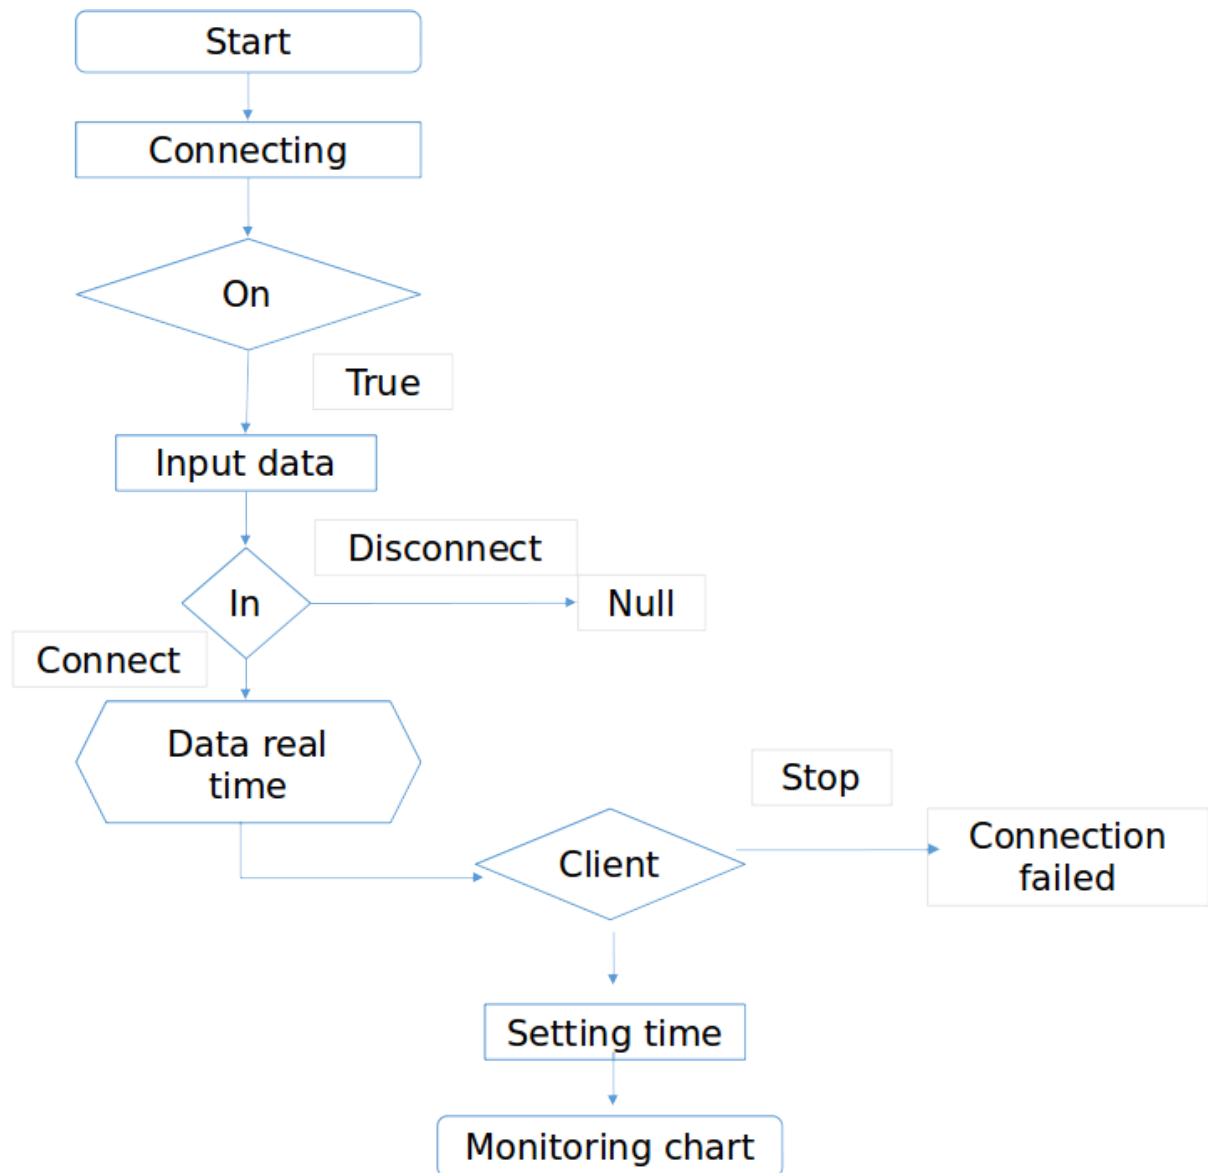 Start
Connecting
On
True
Input data
Disconnect
In
Null
Connect
Data real
time
Stop
Connection
failed
Client
Setting time
Monitoring chart